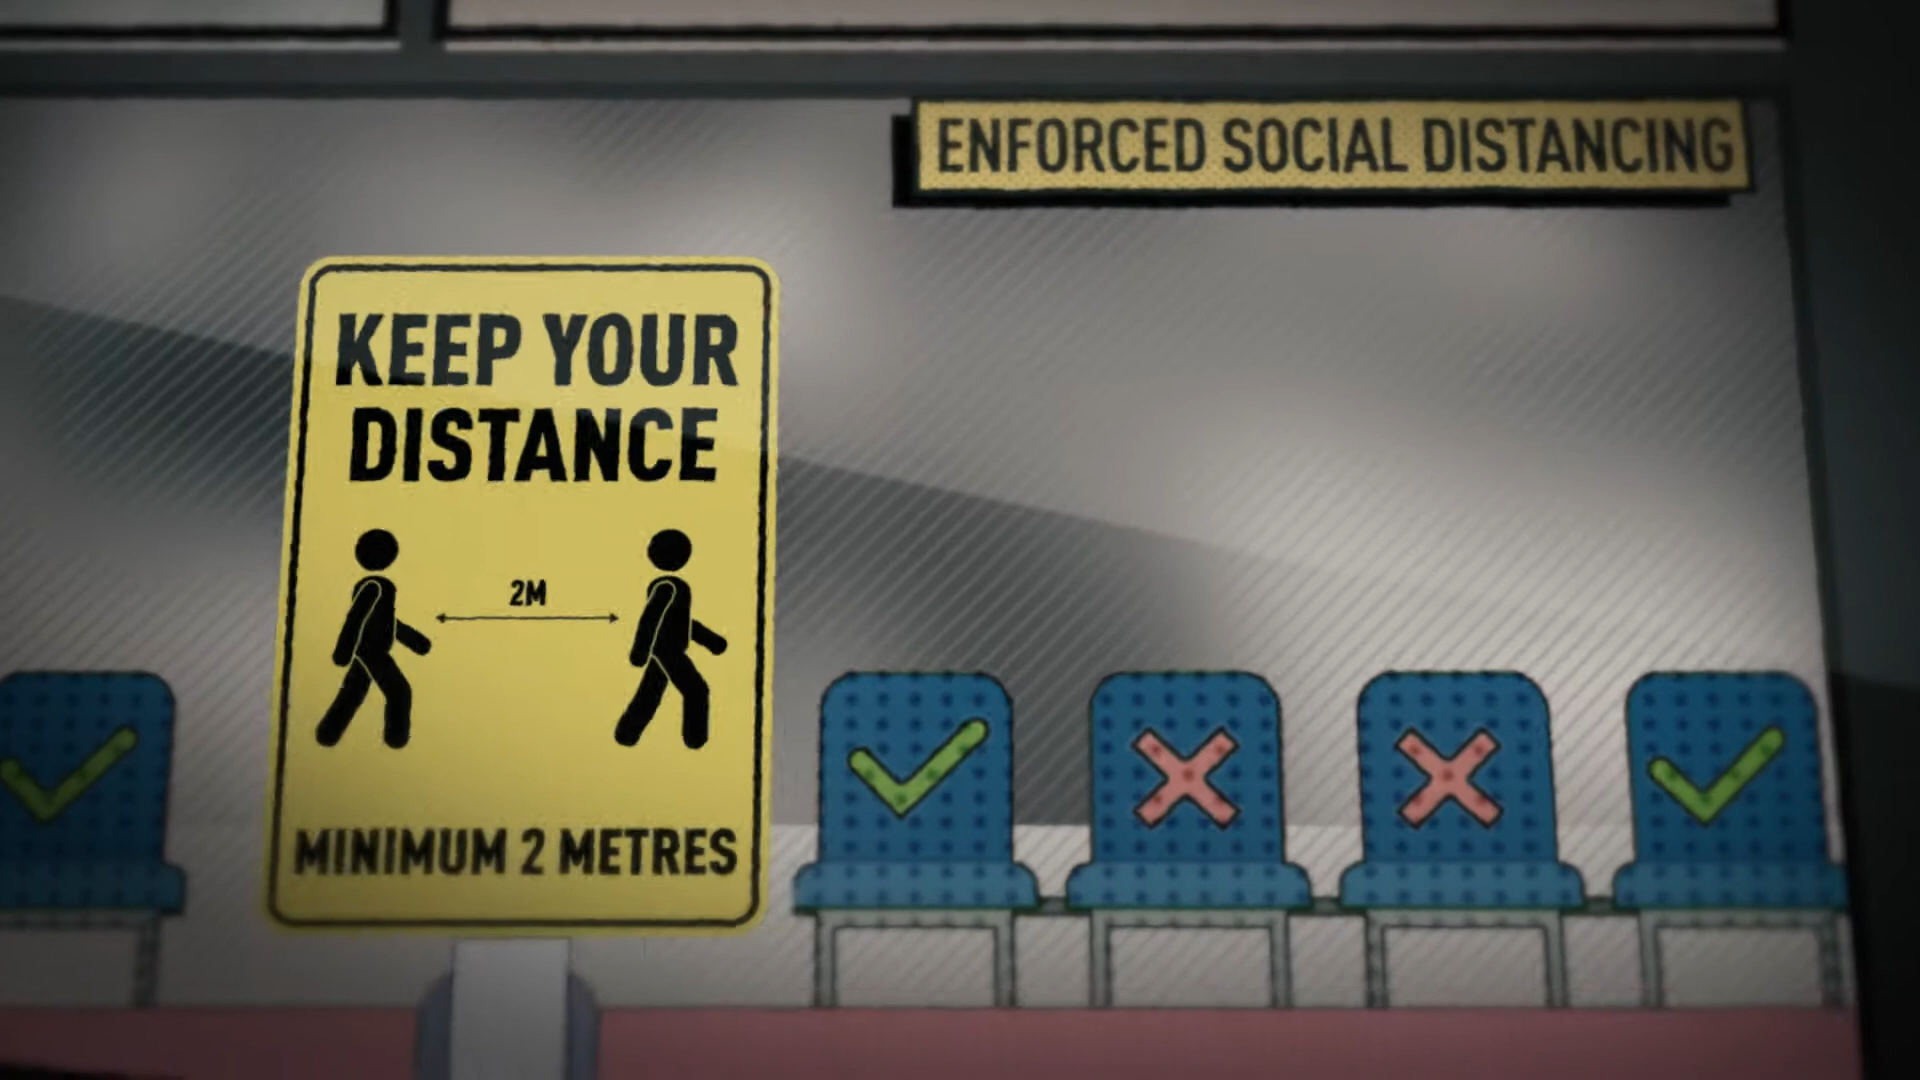 ENFORCED SOCIAL DISTANCING
KEEP YOUR
DISTANCE
2M
MINIMUM 2 METRES